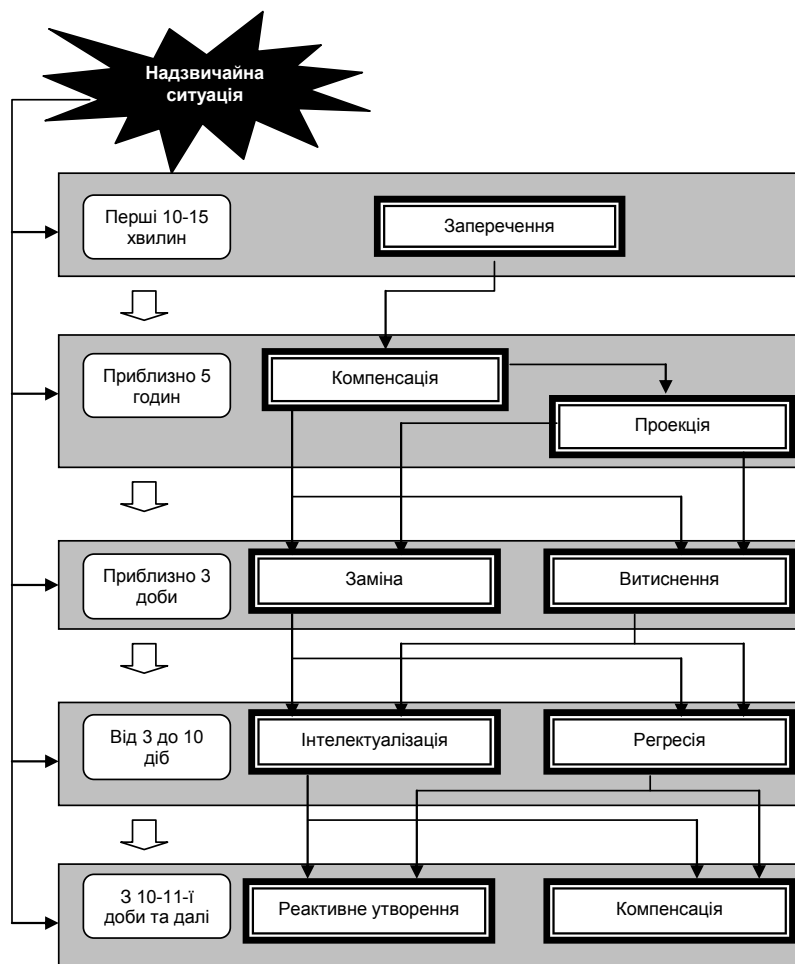 Надзвичайна
ситуація
Перші 10-15
хвилин
Заперечення
Приблизно 5
годин
Компенсація
Проекція
Приблизно 3
доби
Заміна
Витиснення
Від 3 до 10
діб
Інтелектуалізація
Регресія
З 10-11-ї
доби та далі
Реактивне утворення
Компенсація